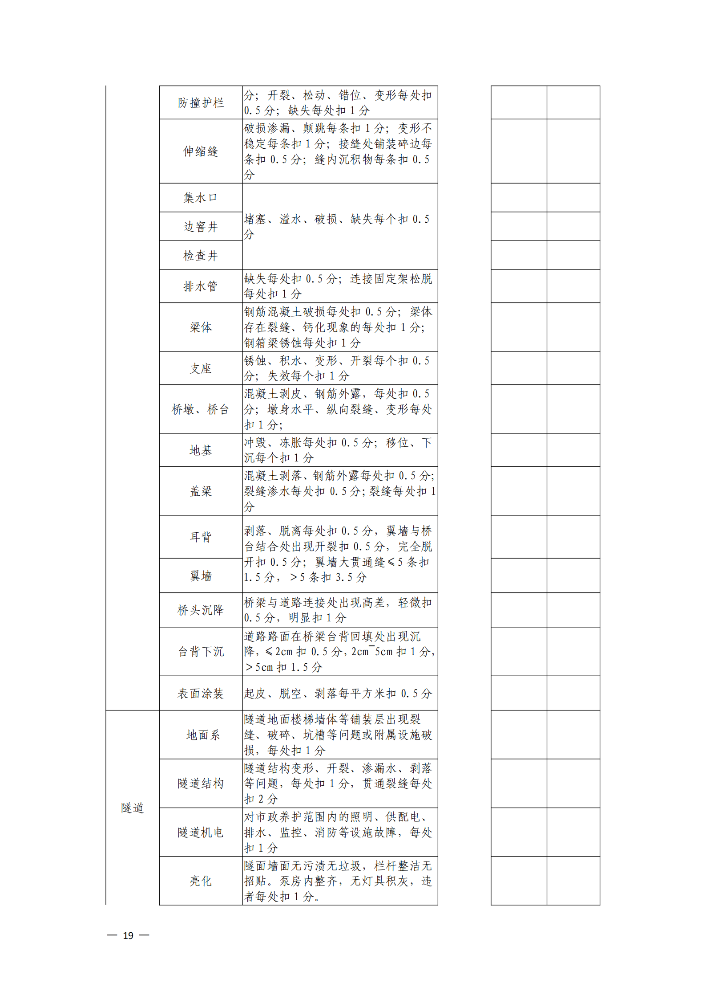 防撞护栏
分；开裂、松动、错位、变形每处扣
0.5分；缺失每处扣1分
伸缩缝
破损渗漏、颠跳每条扣1分；变形不
稳定每条扣1分；接缝处铺装碎边每
条扣0.5分；缝内沉积物每条扣0.5
分
集水口
边窨井
检查井
堵塞、溢水、破损、缺失每个扣0.5
分
排水管
缺失每处扣0.5分；连接固定架松脱
每处扣1分
梁体
钢筋混凝土破损每处扣0.5分；梁体
存在裂缝、钙化现象的每处扣1分；
钢箱梁锈蚀每处扣1分
支座
锈蚀、积水、变形、开裂每个扣0.5
分；失效每个扣1分
桥墩、桥台
混凝土剥皮、钢筋外露，每处扣0.5
分；墩身水平、纵向裂缝、变形每处
扣1分；
地基
冲毁、冻胀每处扣0.5分；移位、下
沉每个扣1分
盖梁
混凝土剥落、钢筋外露每处扣0.5分；
裂缝渗水每处扣0.5分；裂缝每处扣1
分
耳背
翼墙
剥落、脱离每处扣0.5分，翼墙与桥
台结合处出现开裂扣0.5分，完全脱
开扣0.5分；翼墙大贯通缝≤5条扣
1.5分，>5条扣3.5分
桥头沉降
桥梁与道路连接处出现高差，轻微扣
0.5分，明显扣1分
台背下沉
道路路面在桥梁台背回填处出现沉
降，≤2cm扣0.5分，2cm‾5cm扣1分，
>5cm扣1.5分
表面涂装
起皮、脱空、剥落每平方米扣0.5分
隧道
地面系
隧道地面楼梯墙体等铺装层出现裂
缝、破碎、坑槽等问题或附属设施破
损，每处扣1分
隧道结构
隧道结构变形、开裂、渗漏水、剥落
等问题，每处扣1分，贯通裂缝每处
扣2分
隧道机电
对市政养护范围内的照明、供配电、
排水、监控、消防等设施故障，每处
扣1分
亮化
隧面墙面无污渍无垃圾，栏杆整洁无
招贴。泵房内整齐，无灯具积灰，违
者每处扣1分。
— 19 —